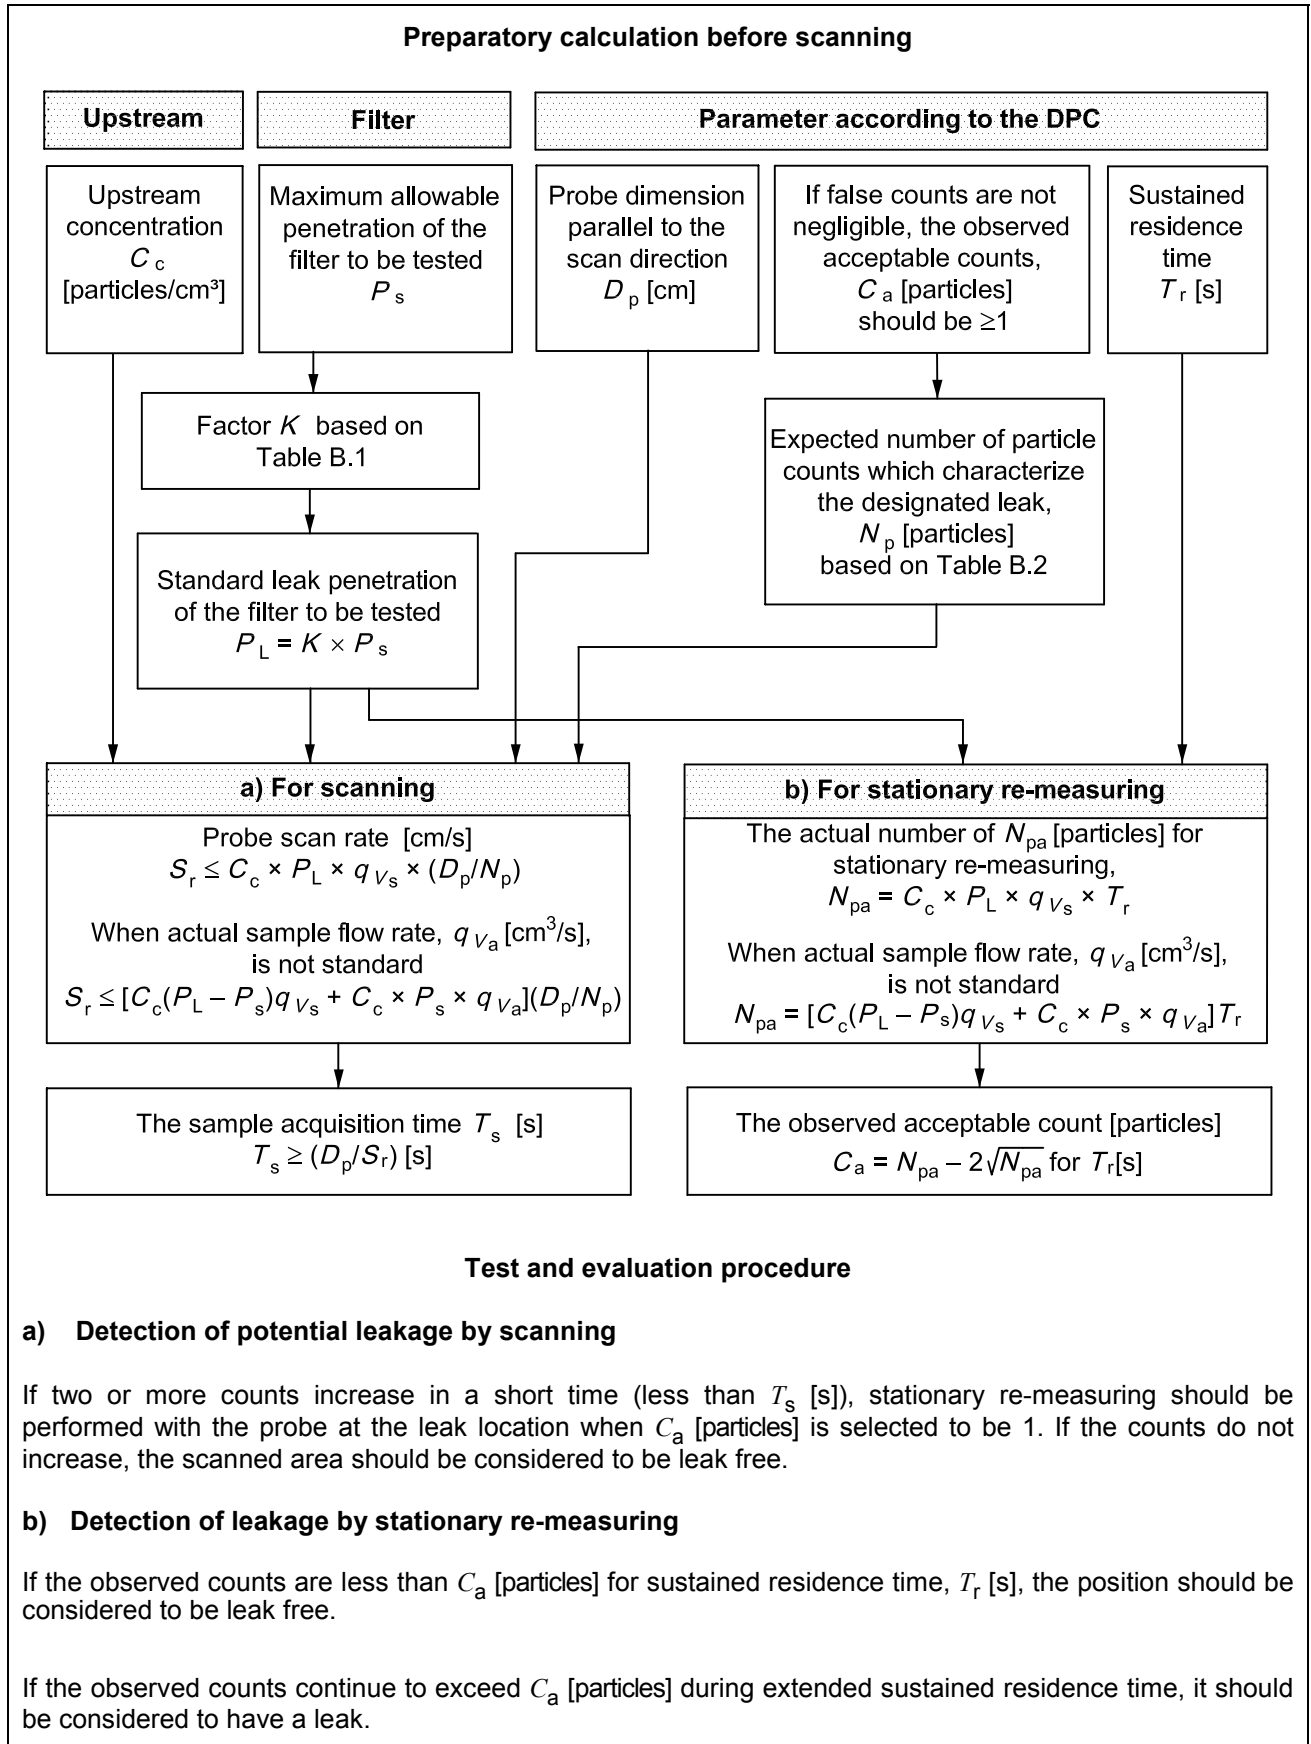 Preparatory calculation before scanning
Upstream
Filter
Parameter according to the DPC
Upstream
concentration
C c
[particles/cm³]
Maximum allowable
penetration of the
filter to be tested
P s
Probe dimension
parallel to the
scan direction
D p [cm]
If false counts are not
negligible, the observed
acceptable counts,
C a [particles]
should be ≥1
Sustained
residence
time
T r [s]
Factor K based on
Table B.1
Expected number of particle
counts which characterize
the designated leak,
N p [particles]
based on Table B.2
Standard leak penetration
of the filter to be tested
P L = K × P s
a) For scanning
Probe scan rate [cm/s]
S r ≤ C c × P L × q Vs × (D p/N p)
When actual sample flow rate, q Va [cm³/s],
is not standard
S r ≤ [C c(P L – P s)q Vs + C c × P s × q Va](D p/N p)
b) For stationary re-measuring
The actual number of N pa [particles] for
stationary re-measuring,
N pa = C c × P L × q Vs × T r
When actual sample flow rate, q Va [cm³/s],
is not standard
N pa = [C c(P L – P s)q Vs + C c × P s × q Va]T r
The sample acquisition time T s [s]
T s ≥ (D p/S r) [s]
The observed acceptable count [particles]
C a = N pa – 2√N pa for T r[s]
Test and evaluation procedure
a) Detection of potential leakage by scanning
If two or more counts increase in a short time (less than T s [s]), stationary re-measuring should be
performed with the probe at the leak location when C a [particles] is selected to be 1. If the counts do not
increase, the scanned area should be considered to be leak free.
b) Detection of leakage by stationary re-measuring
If the observed counts are less than C a [particles] for sustained residence time, T r [s], the position should be
considered to be leak free.
If the observed counts continue to exceed C a [particles] during extended sustained residence time, it should
be considered to have a leak.